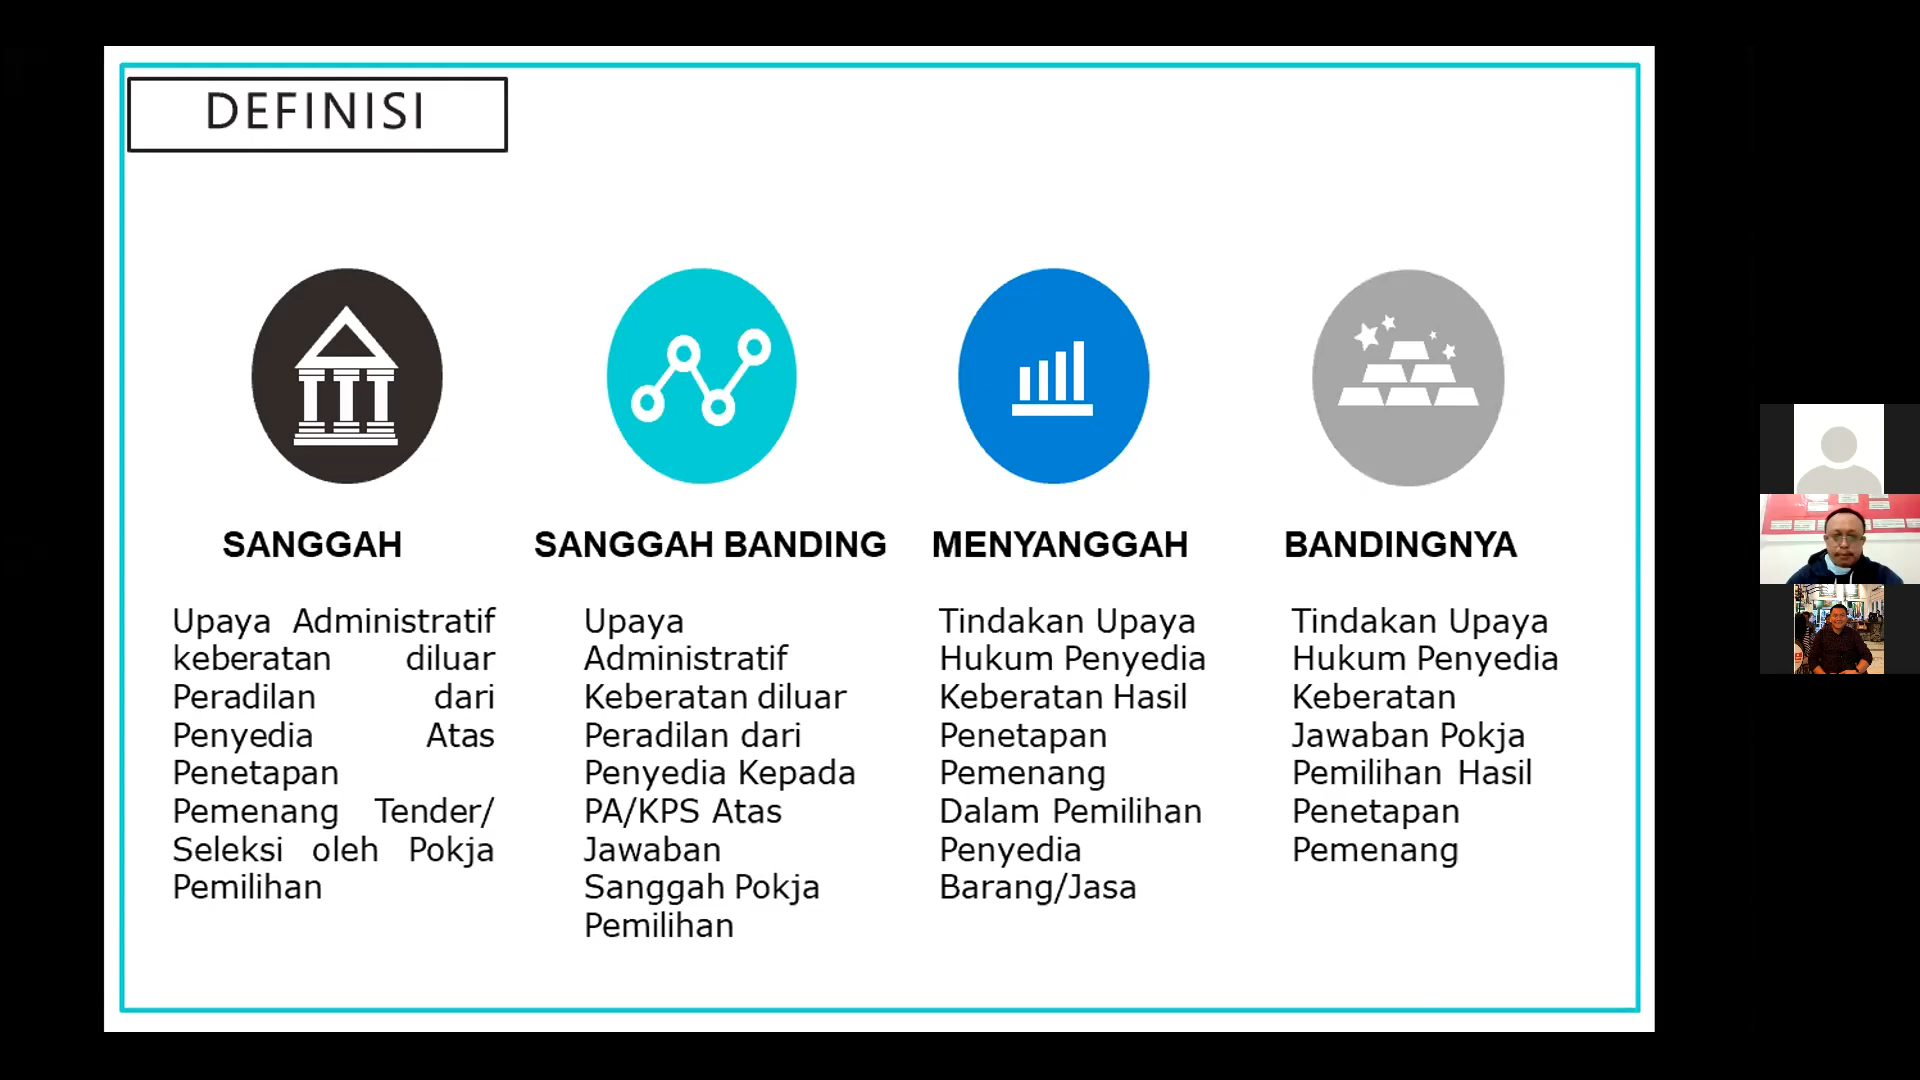 DEFINISI
SANGGAH
Upaya Administratif
keberatan diluar
Peradilan dari
Penyedia Atas
Penetapan
Pemenang Tender/
Seleksi oleh Pokja
Pemilihan
SANGGAH BANDING
Upaya
Administratif
Keberatan diluar
Peradilan dari
Penyedia Kepada
PA/KPS Atas
Jawaban
Sanggah Pokja
Pemilihan
MENYANGGAH
Tindakan Upaya
Hukum Penyedia
Keberatan Hasil
Penetapan
Pemenang
Dalam Pemilihan
Penyedia
Barang/Jasa
BANDINGNYA
Tindakan Upaya
Hukum Penyedia
Keberatan
Jawaban Pokja
Pemilihan Hasil
Penetapan
Pemenang